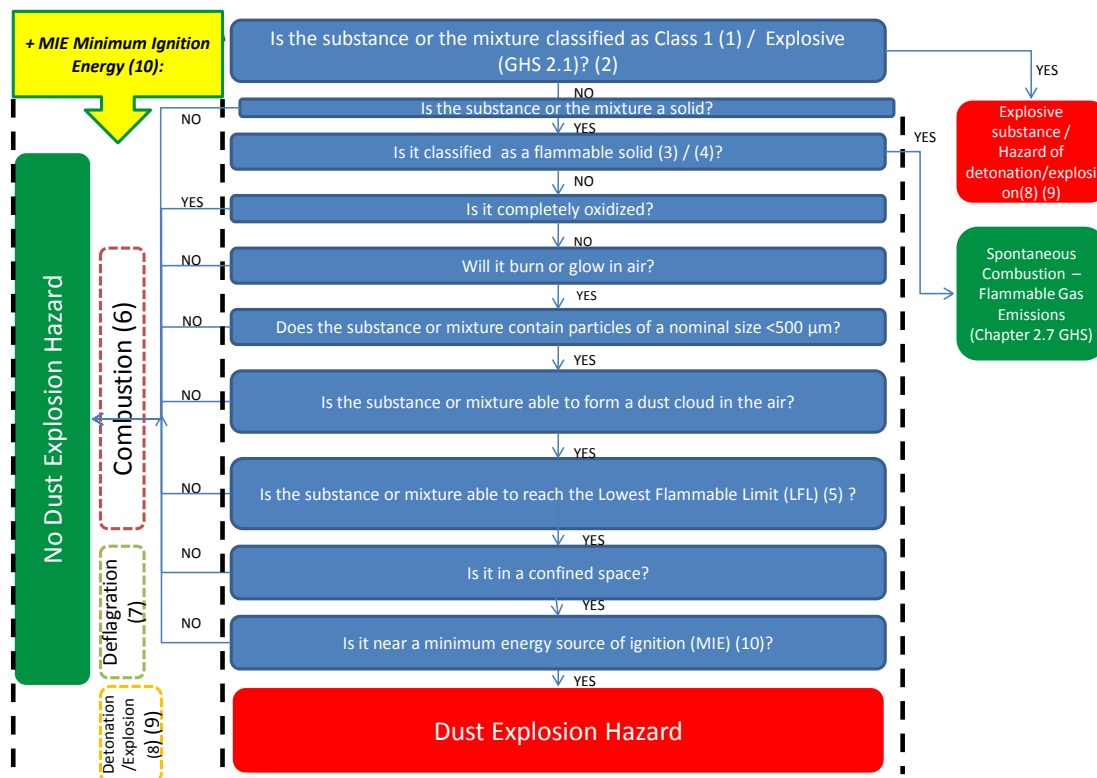 + MIE Minimum Ignition
Energy (10):
Is the substance or the mixture classified as Class 1 (1) / Explosive
(GHS 2.1)? (2)
YES
NO
Is the substance or the mixture a solid?
NO
YES
Explosive
substance /
Hazard of
detonation/explosi
on(8) (9)
Is it classified as a flammable solid (3) / (4)?
YES
NO
Is it completely oxidized?
YES
NO
Will it burn or glow in air?
NO
YES
Spontaneous
Combustion –
Flammable Gas
Emissions
(Chapter 2.7 GHS)
Does the substance or mixture contain particles of a nominal size <500 µm?
NO
YES
Is the substance or mixture able to form a dust cloud in the air?
NO
YES
Is the substance or mixture able to reach the Lowest Flammable Limit (LFL) (5) ?
NO
YES
Is it in a confined space?
NO
YES
Is it near a minimum energy source of ignition (MIE) (10)?
NO
YES
Dust Explosion Hazard
No Dust Explosion Hazard
Combustion (6)
Deflagration
(7)
Detonation
/Explosion
(8) (9)